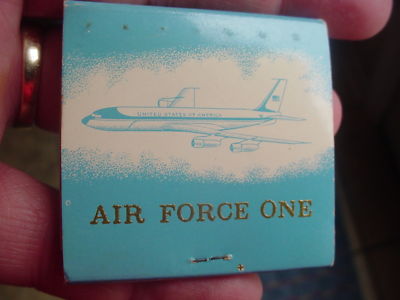 UNITED STATES OF AMERICA
AIR FORCE ONE